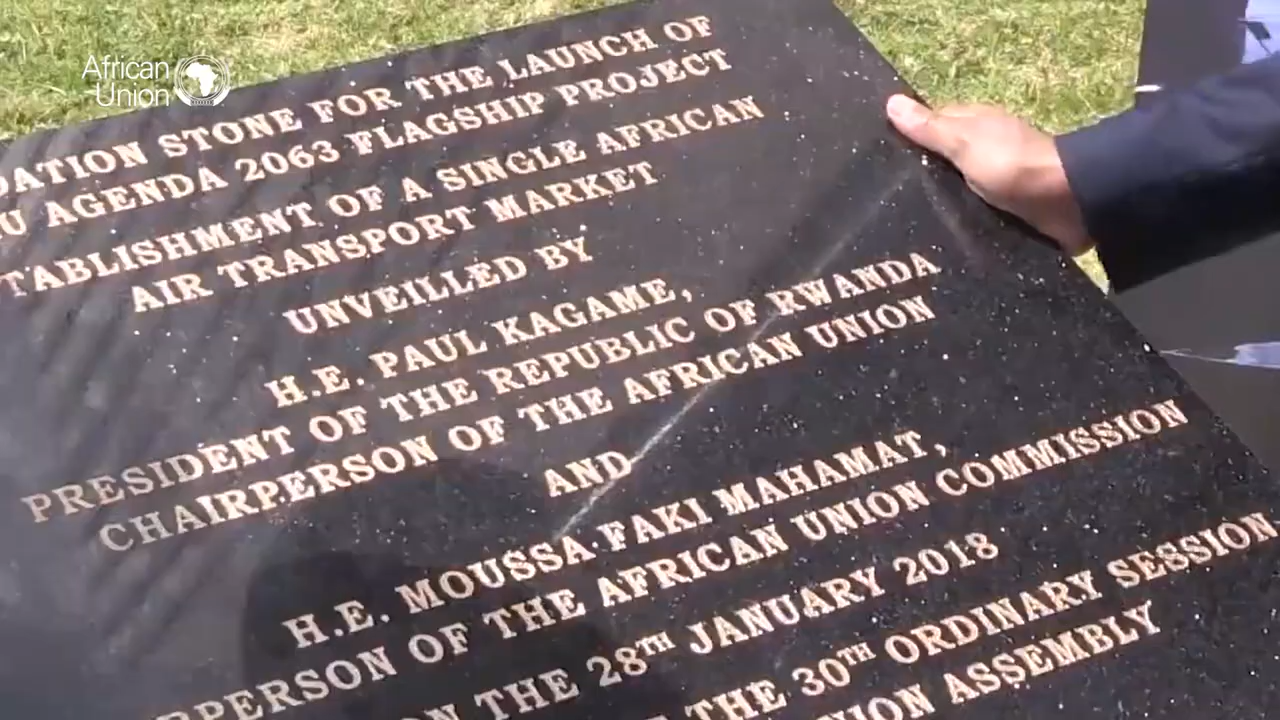 African
Union
DATION STONE FOR THE LAUNCH OF
U AGENDA 2063 FLAGSHIP PROJECT
TABLISHMENT OF A SINGLE AFRICAN
AIR TRANSPORT MARKET
UNVEILLED BY
H.E. PAUL KAGAME,
PRESIDENT OF THE REPUBLIC OF RWANDA
CHAIRPERSON OF THE AFRICAN UNION
AND
H.E. MOUSSA FAKI MAHAMAT,
RPERSON OF THE AFRICAN UNION COMMISSION
ON THE 28TH JANUARY 2018
THE 30TH ORDINARY SESSION
ION ASSEMBLY